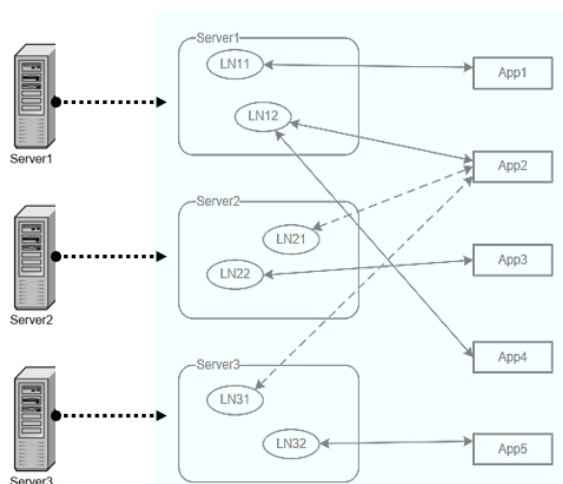 Server1
LN11
App1
LN12
Server1
App2
Server2
LN21
LN22
App3
Server2
App4
Server3
LN31
LN32
App5
Server3